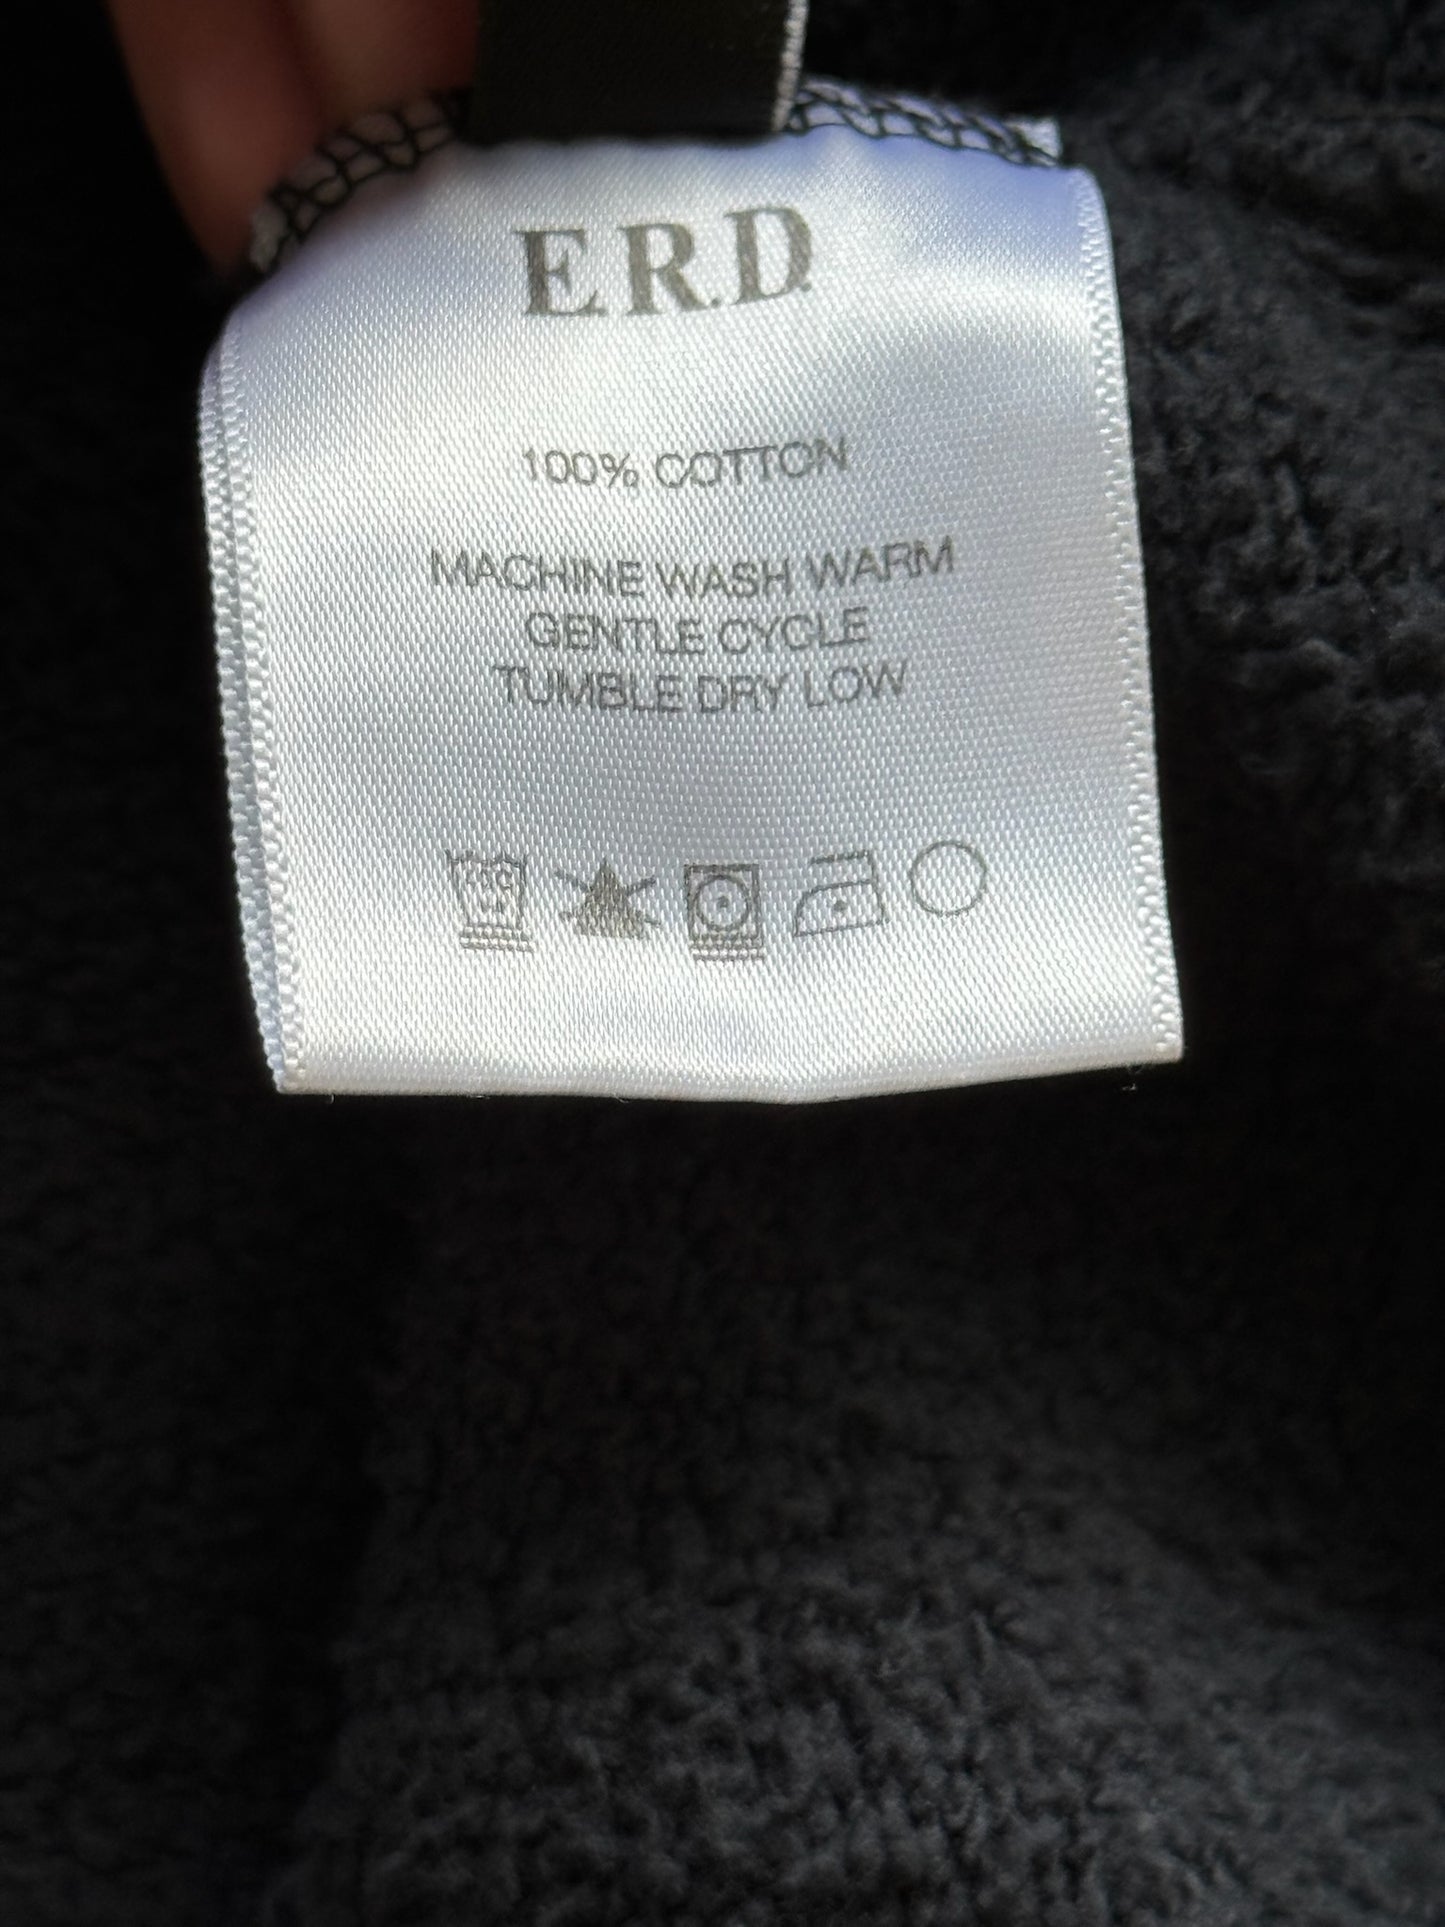 E.R.D.
100% COTTON
MACHINE WASH WARM
GENTLE CYCLE
TUMBLE DRY LOW